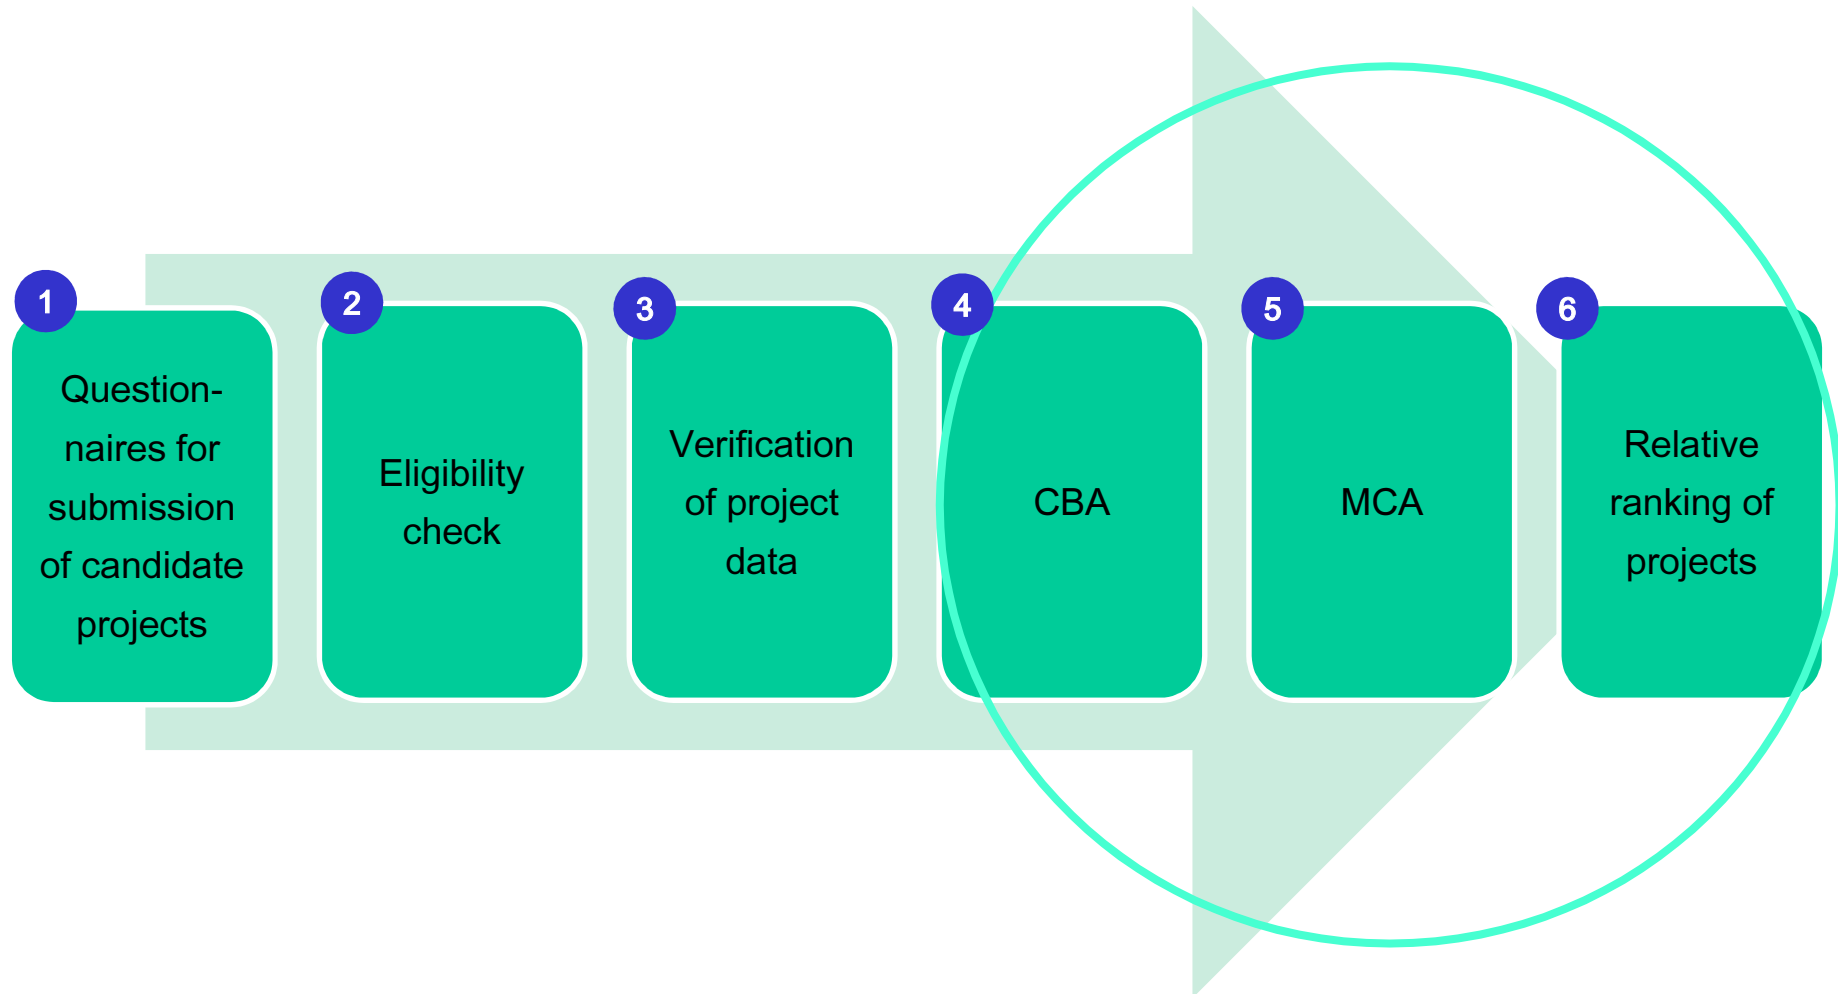 1
Question-
naires for
submission
of candidate
projects
2
Eligibility
check
3
Verification
of project
data
4
CBA
5
MCA
6
Relative
ranking of
projects